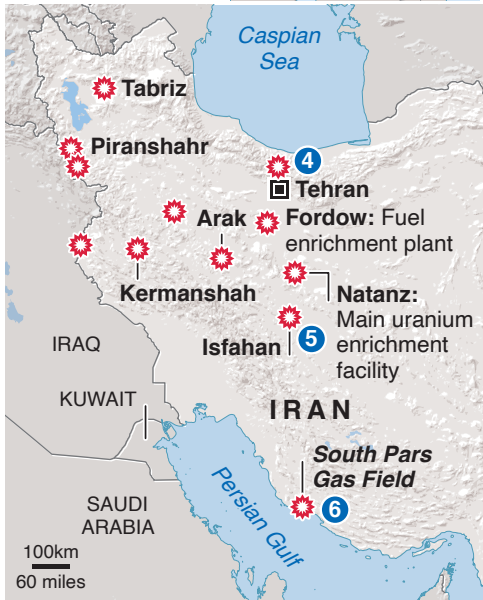 Caspian
Sea
Tabriz
Piranshahr
4
Tehran
Arak
Fordow: Fuel
enrichment plant
Kermanshah
Natanz:
Main uranium
enrichment
facility
Isfahan
5
IRAQ
KUWAIT
IRAN
South Pars
Gas Field
6
Persian Gulf
SAUDI
ARABIA
100km
60 miles